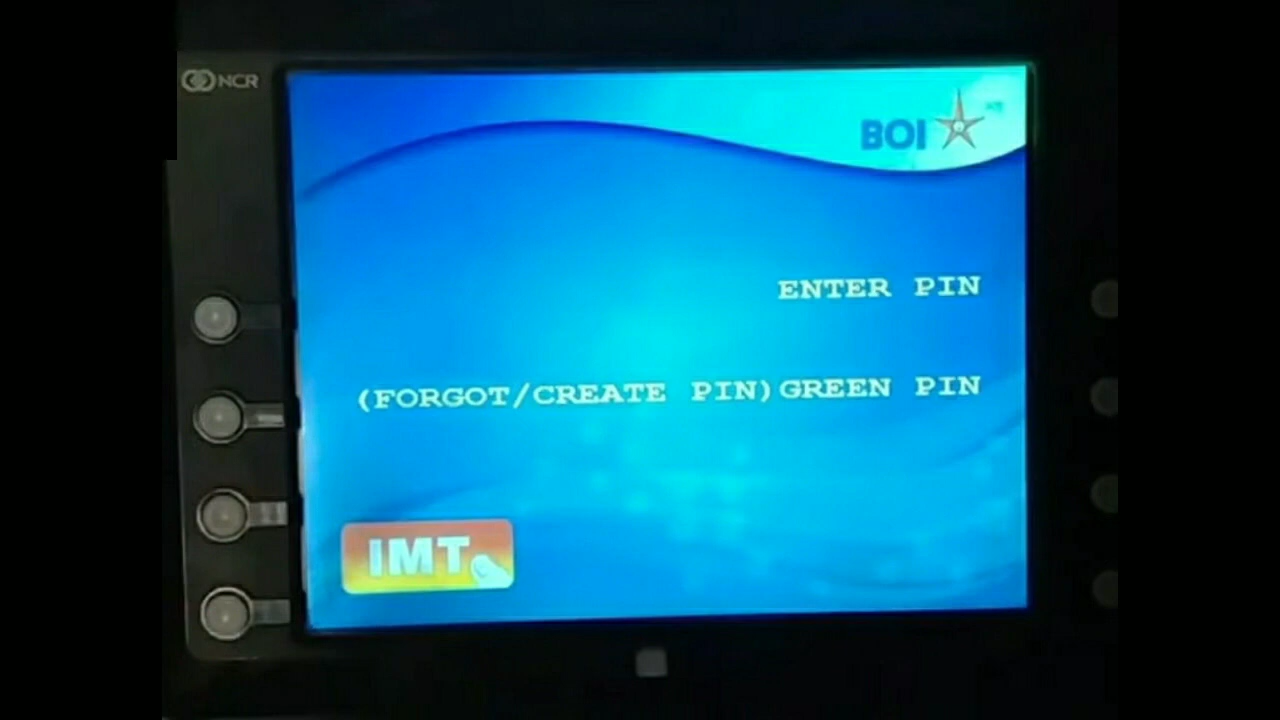 NCR
BOI
ENTER PIN
(FORGOT/CREATE PIN)GREEN PIN
IMT